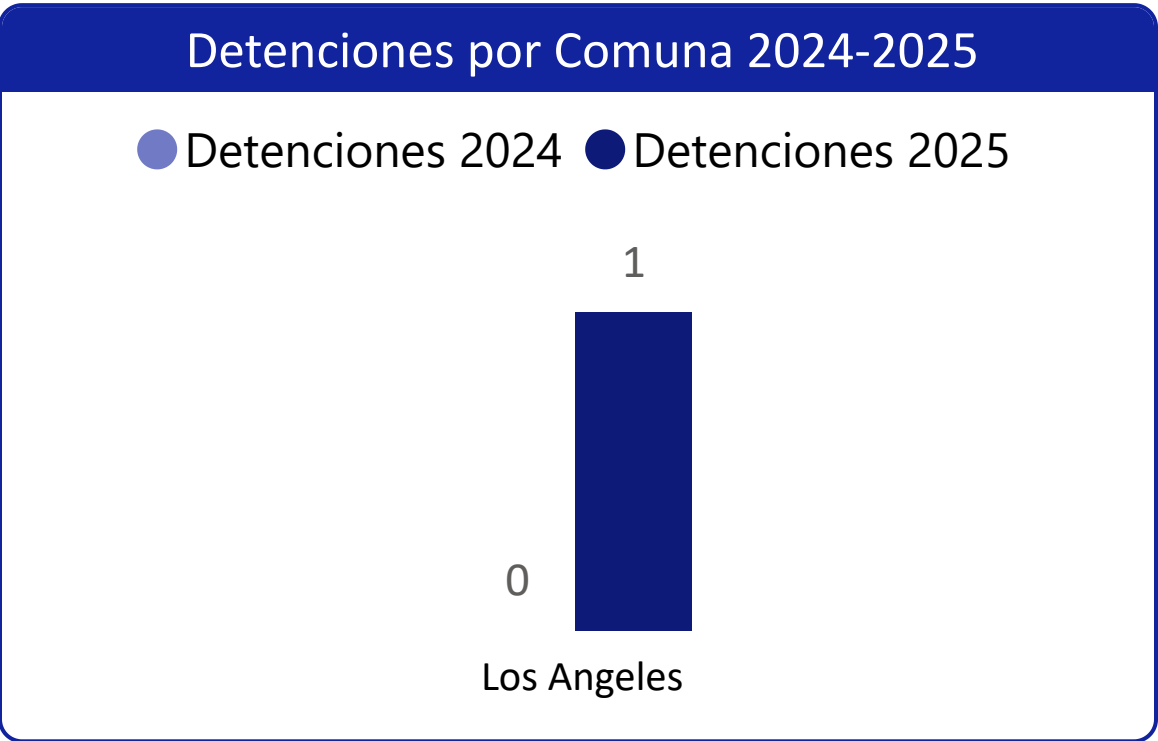 Detenciones por Comuna 2024-2025
Detenciones 2024 Detenciones 2025
1
0
Los Angeles